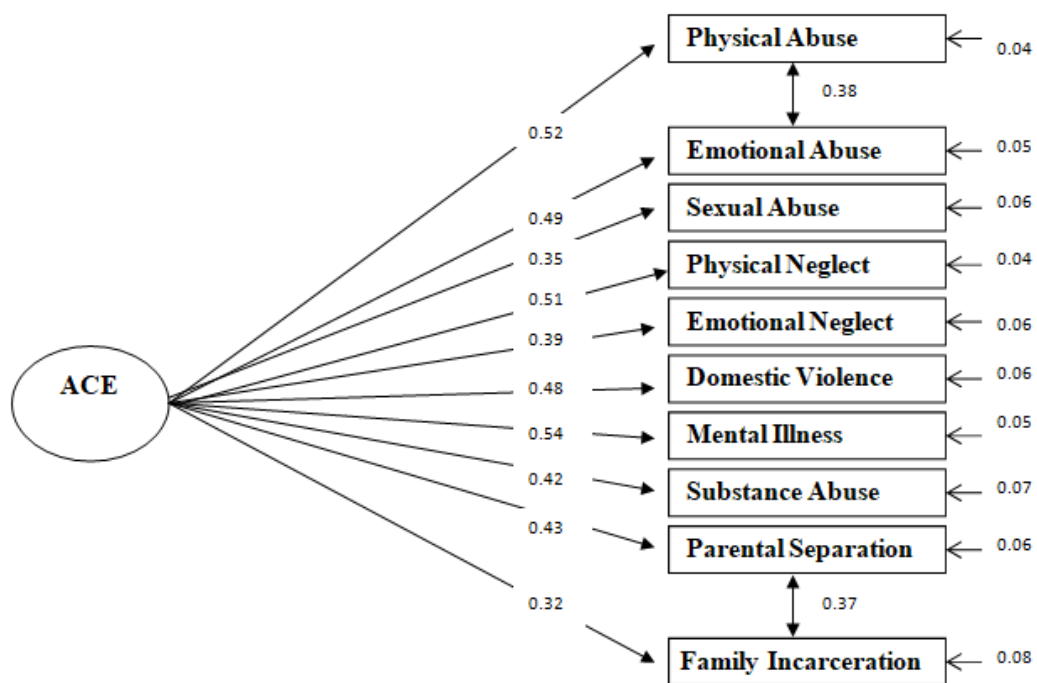 Physical Abuse
0.04
0.38
0.52
Emotional Abuse
0.05
0.49
Sexual Abuse
0.06
0.35
Physical Neglect
0.04
0.51
Emotional Neglect
0.06
0.39
ACE
Domestic Violence
0.06
0.48
Mental Illness
0.05
0.54
Substance Abuse
0.07
0.42
Parental Separation
0.06
0.43
0.37
0.32
Family Incarceration
0.08